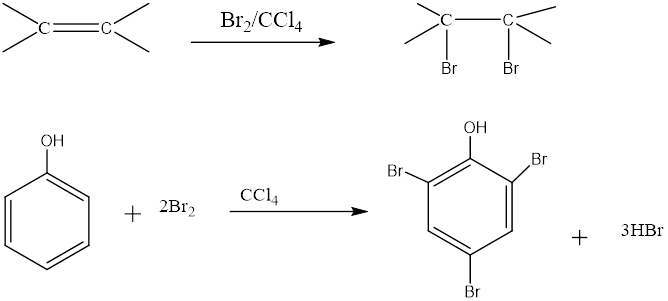 Br2/CCl4
C C
C C
Br Br
OH
+ 2Br2
CCl4
OH
Br Br
Br
+ 3HBr